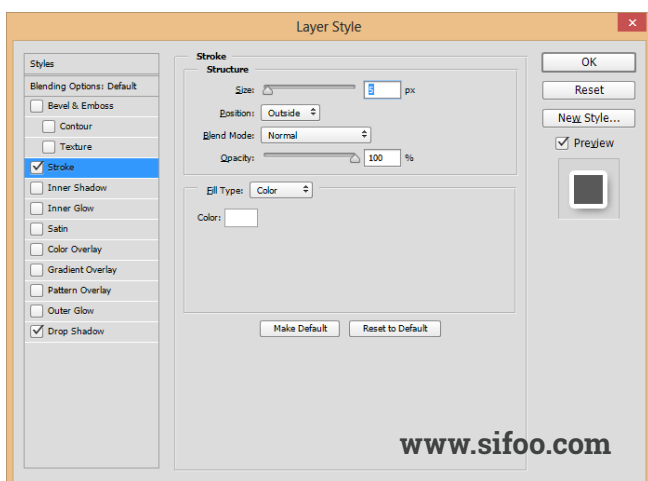 Layer Style
×
Styles
Blending Options: Default
Bevel & Emboss
Contour
Texture
Stroke
Inner Shadow
Inner Glow
Satin
Color Overlay
Gradient Overlay
Pattern Overlay
Outer Glow
Drop Shadow
Stroke
Structure
Size: 5 px
Position: Outside
Blend Mode: Normal
Opacity: 100 %
Fill Type: Color
Color:
Make Default Reset to Default
OK
Reset
New Style...
Preview
www.sifoo.com